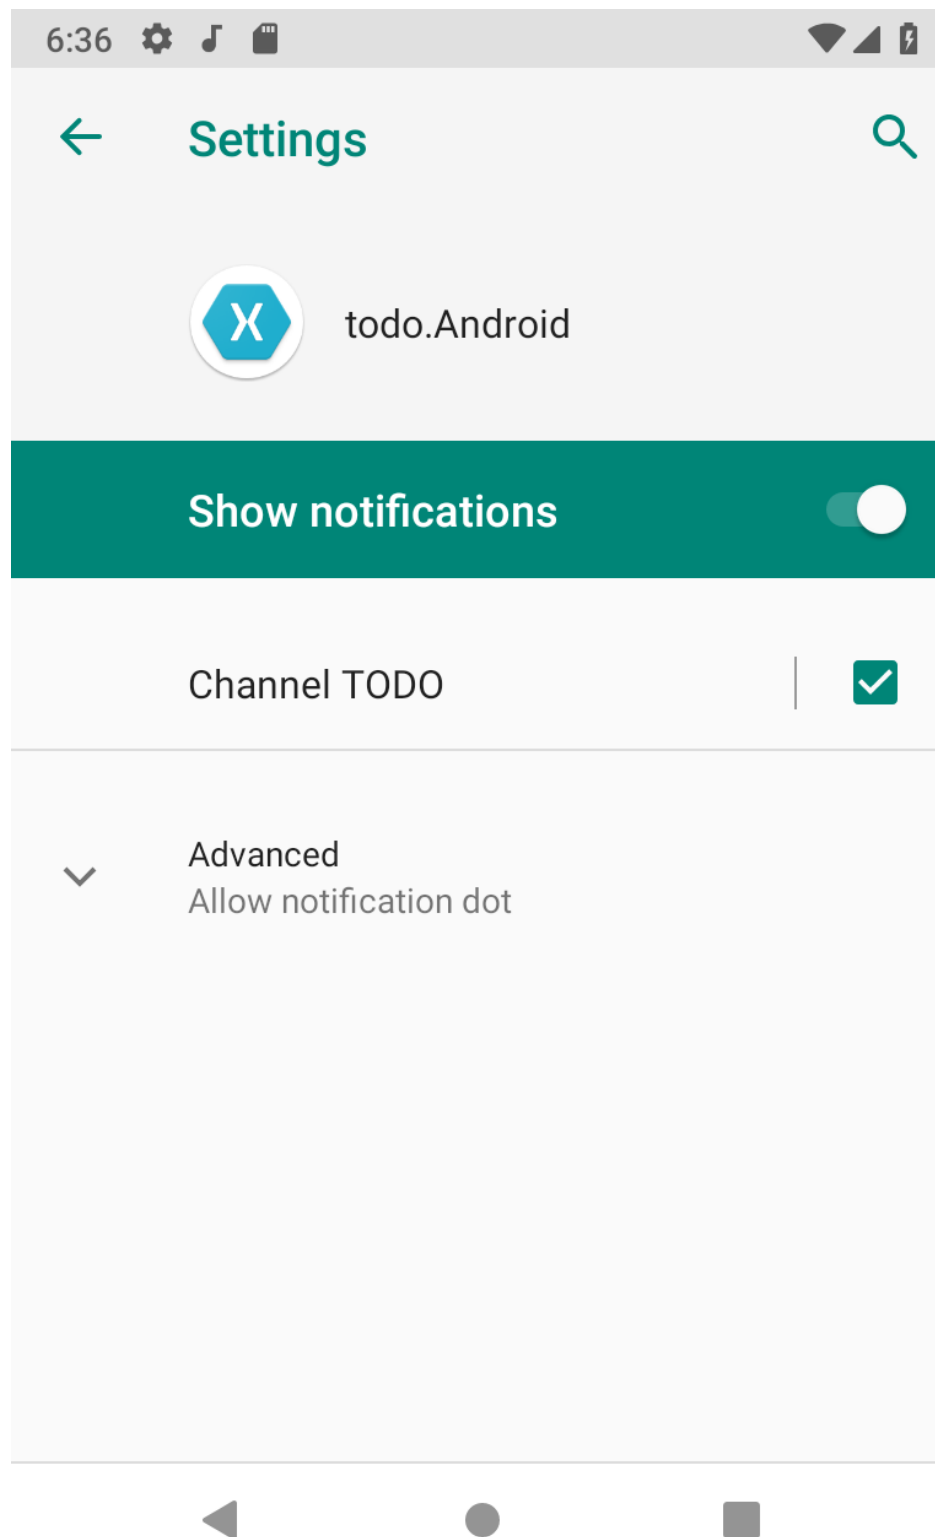 6:36
Settings
X
todo.Android
Show notifications
Channel TODO
Advanced
Allow notification dot